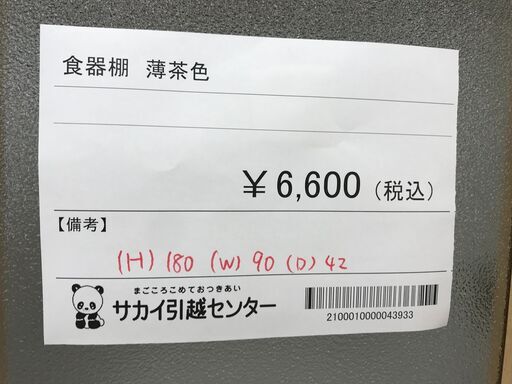 食器棚 薄茶色
¥6,600(税込)
【備考】
(H) 180 (W) 90 (D) 42
まごころこめておつきあい
サカイ引越センター
2100010000043933